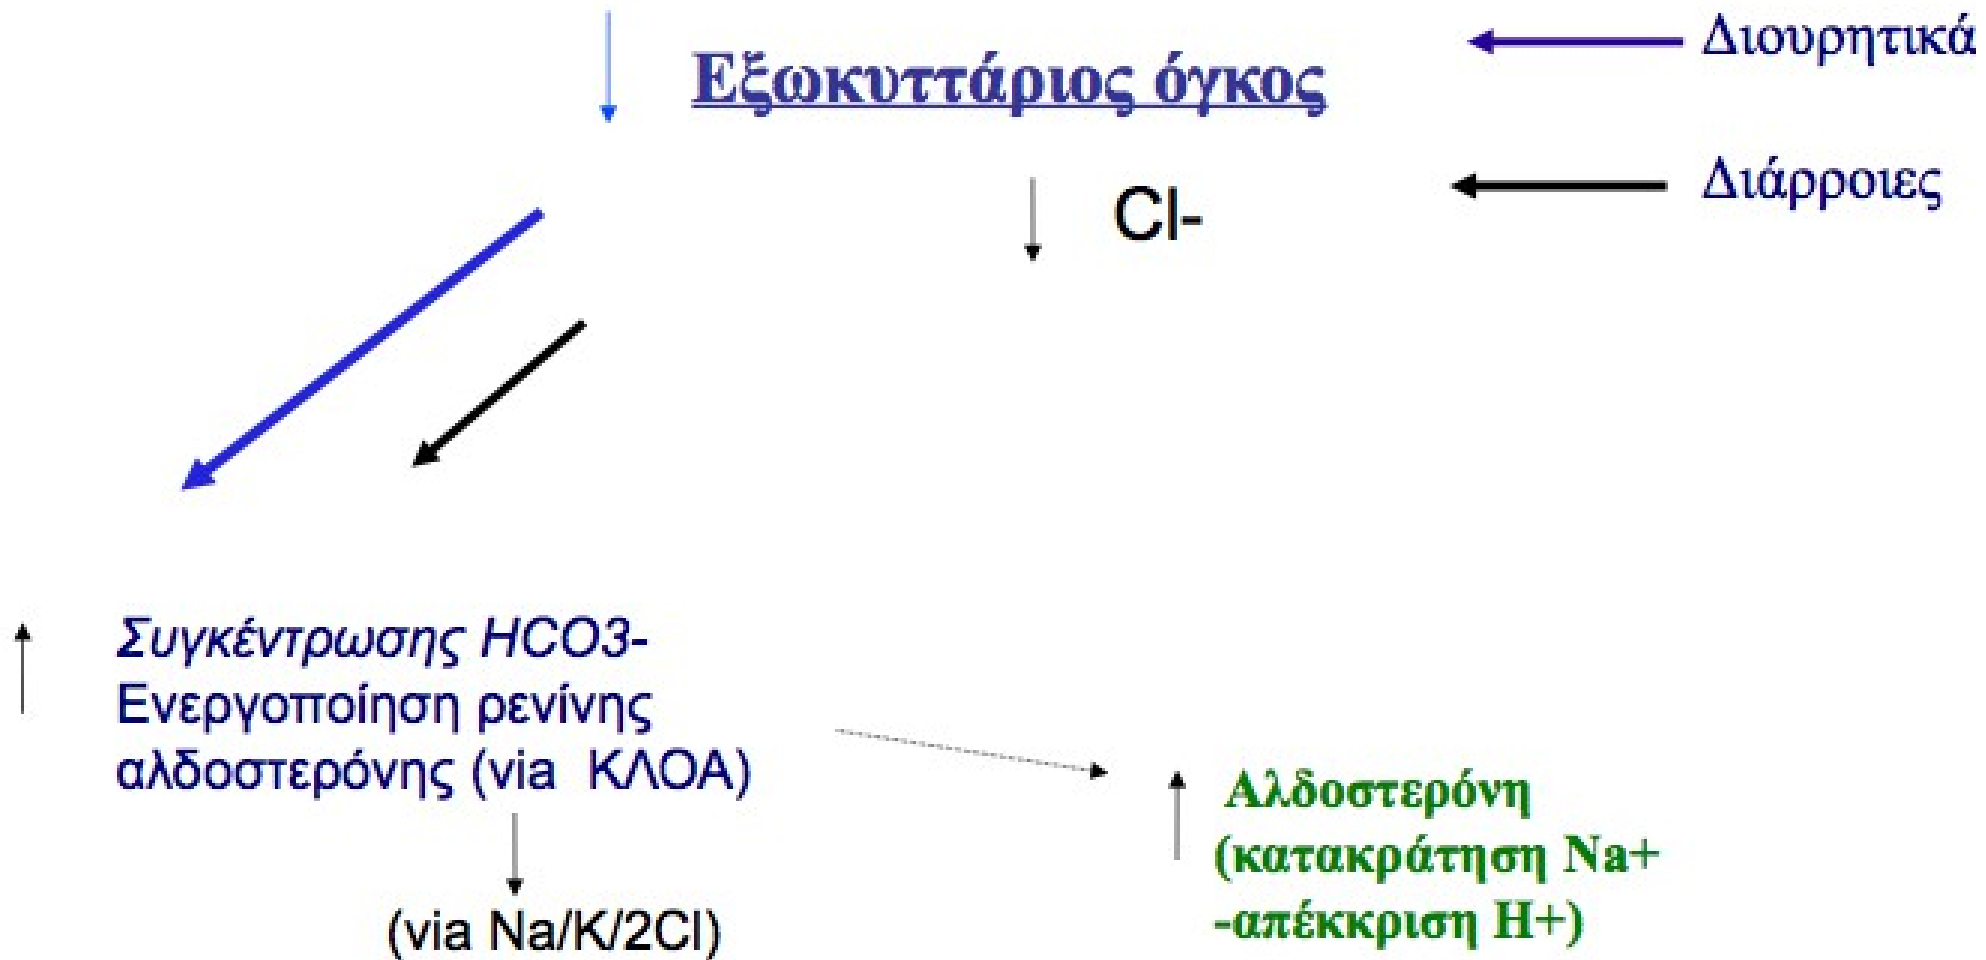 Διουρητικά
Εξωκυττάριος όγκος
Διάρροιες
Cl-
Συγκέντρωσης HCO3-
Ενεργοποίηση ρενίνης
αλδοστερόνης (via ΚΛΟΑ)
Αλδοστερόνη
(κατακράτηση Na+
-απέκκριση H+)
(via Na/K/2Cl)